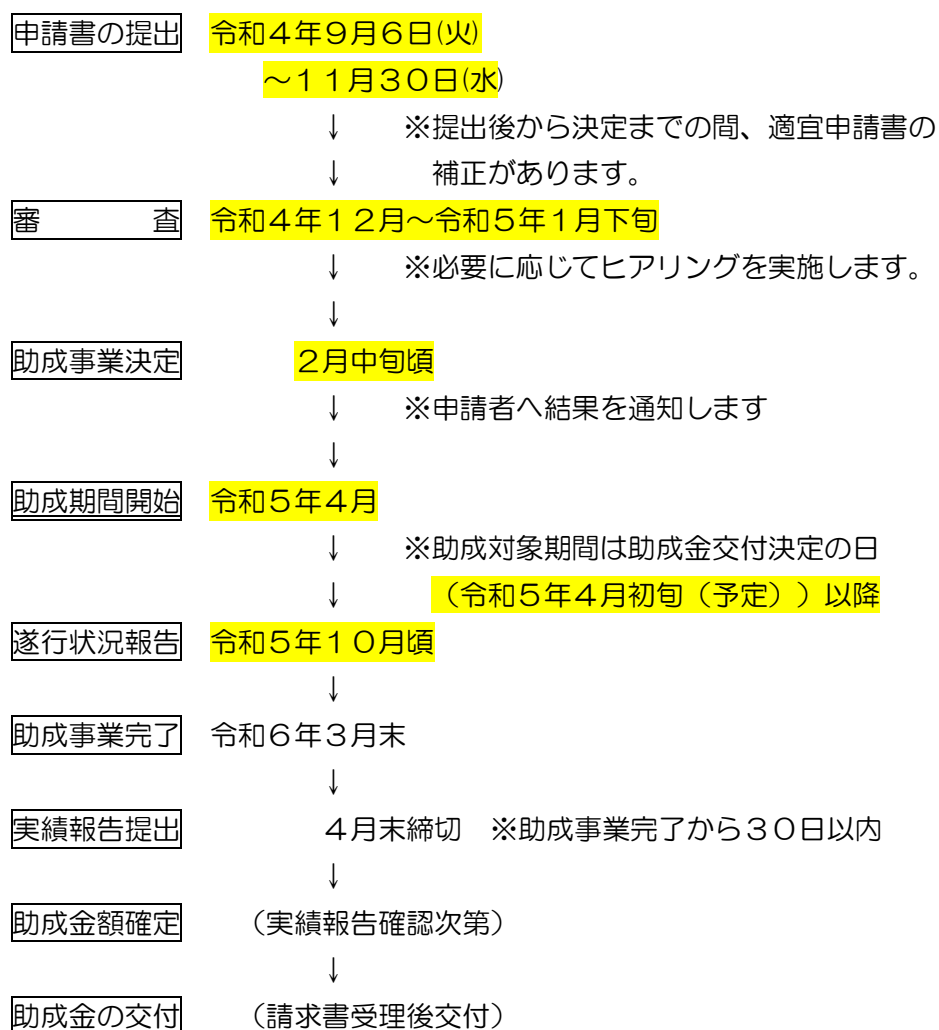 申請書の提出　令和４年９月６日(火)
～１１月３０日(水)
↓　※提出後から決定までの間、適宜申請書の
↓　補正があります。
審　査　令和４年１２月～令和５年１月下旬
↓　※必要に応じてヒアリングを実施します。
↓
助成事業決定　２月中旬頃
↓　※申請者へ結果を通知します
↓
助成期間開始　令和５年４月
↓　※助成対象期間は助成金交付決定の日
↓　（令和５年４月初旬（予定））以降
遂行状況報告　令和５年１０月頃
↓
助成事業完了　令和６年３月末
↓
実績報告提出　４月末締切　※助成事業完了から３０日以内
↓
助成金額確定　（実績報告確認次第）
↓
助成金の交付　（請求書受理後交付）